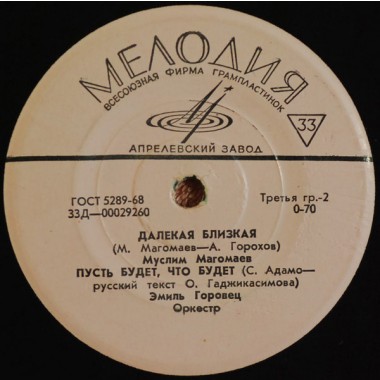 МЕЛОДИЯ
ВСЕСОЮЗНАЯ ФИРМА ГРАМПЛАСТИНОК
33
АПРЕЛЕВСКИЙ ЗАВОД
ГОСТ 5289-68
33Д—00029260
Третья гр.-2
0-70
ДАЛЕКАЯ БЛИЗКАЯ
(М. Магомаев—А. Горохов)
Муслим Магомаев
ПУСТЬ БУДЕТ, ЧТО БУДЕТ (С. Адамо—
русский текст О. Гаджикасимова)
Эмиль Горовец
Оркестр